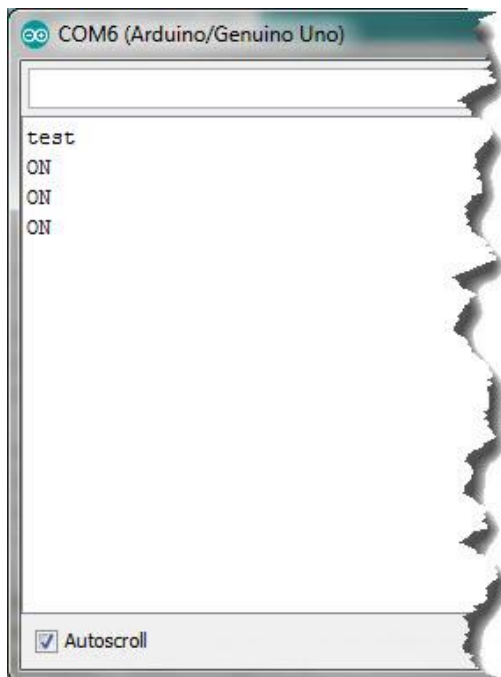 COM6 (Arduino/Genuino Uno)
test
ON
ON
ON
Autoscroll